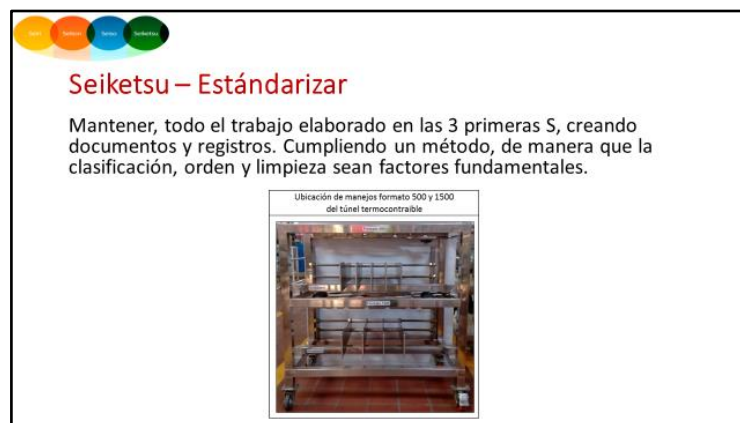 Seiri Seiton Seiso Seiketsu
Seiketsu – Estándarizar
Mantener, todo el trabajo elaborado en las 3 primeras S, creando
documentos y registros. Cumpliendo un método, de manera que la
clasificación, orden y limpieza sean factores fundamentales.
Ubicación de manejos formato 500 y 1500
del túnel termocontraible